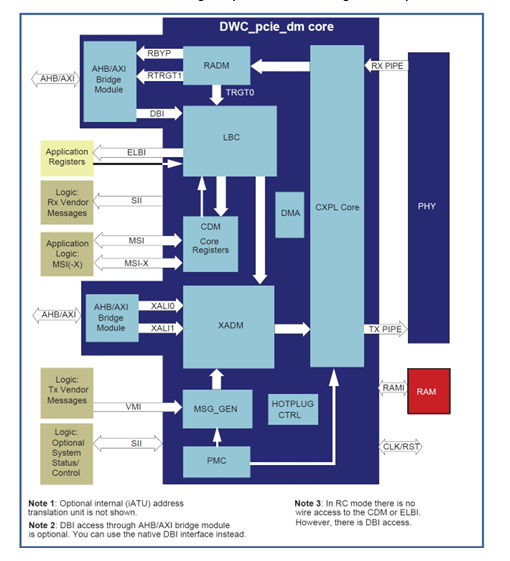 DWC_pcie_dm core
AHB/AXI
AHB/AXI
Bridge
Module
RBYP
RTRGT1
DBI
RADM
TRGT0
RX PIPE
LBC
Application
Registers
ELBI
Logic:
Rx Vendor
Messages
SII
CDM
Core
Registers
DMA
CXPL Core
PHY
Application
Logic:
MSI(-X)
MSI
MSI-X
AHB/AXI
AHB/AXI
Bridge
Module
XALI0
XALI1
XADM
TX PIPE
Logic:
Tx Vendor
Messages
VMI
MSG_GEN
HOTPLUG
CTRL
RAMI
RAM
Logic:
Optional
System
Status/
Control
SII
PMC
CLK/RST
Note 1: Optional internal (iATU) address
translation unit is not shown.
Note 2: DBI access through AHB/AXI bridge module
is optional. You can use the native DBI interface instead.
Note 3: In RC mode there is no
wire access to the CDM or ELBI.
However, there is DBI access.